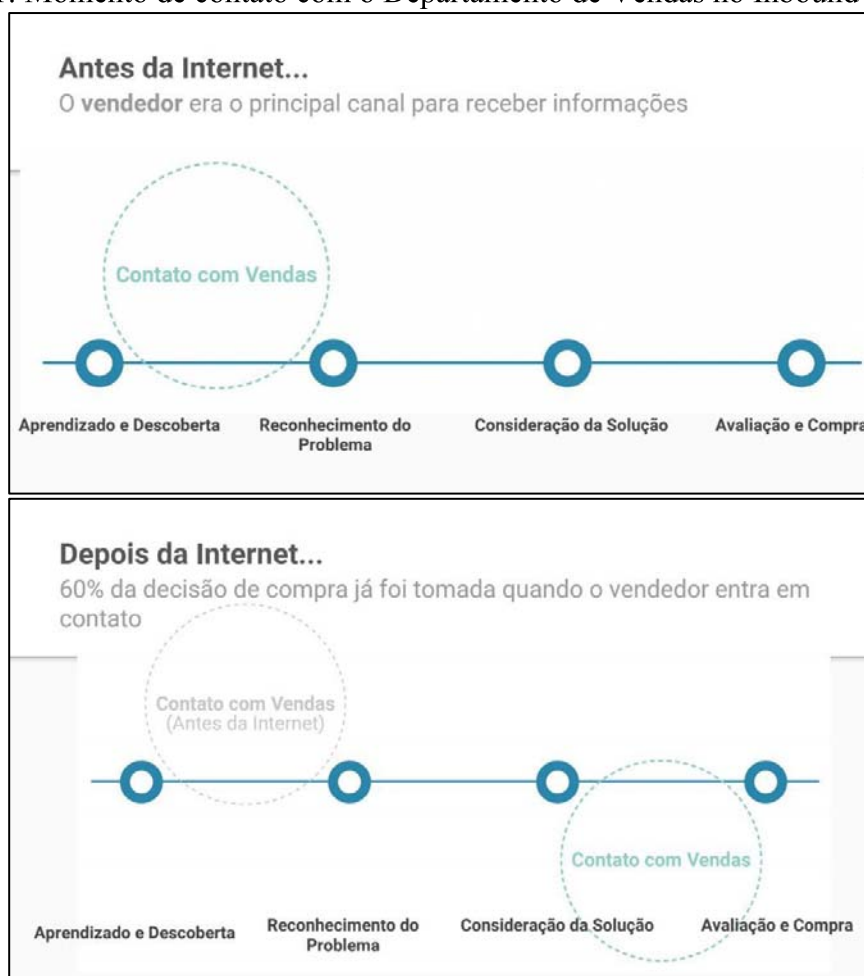 Momento de contato com o Departamento de Vendas no Inbound
Antes da Internet...
O vendedor era o principal canal para receber informações
Contato com Vendas
Aprendizado e Descoberta
Reconhecimento do
Problema
Consideração da Solução
Avaliação e Compra
Depois da Internet...
60% da decisão de compra já foi tomada quando o vendedor entra em
contato
Contato com Vendas
(Antes da Internet)
Contato com Vendas
Aprendizado e Descoberta
Reconhecimento do
Problema
Consideração da Solução
Avaliação e Compra